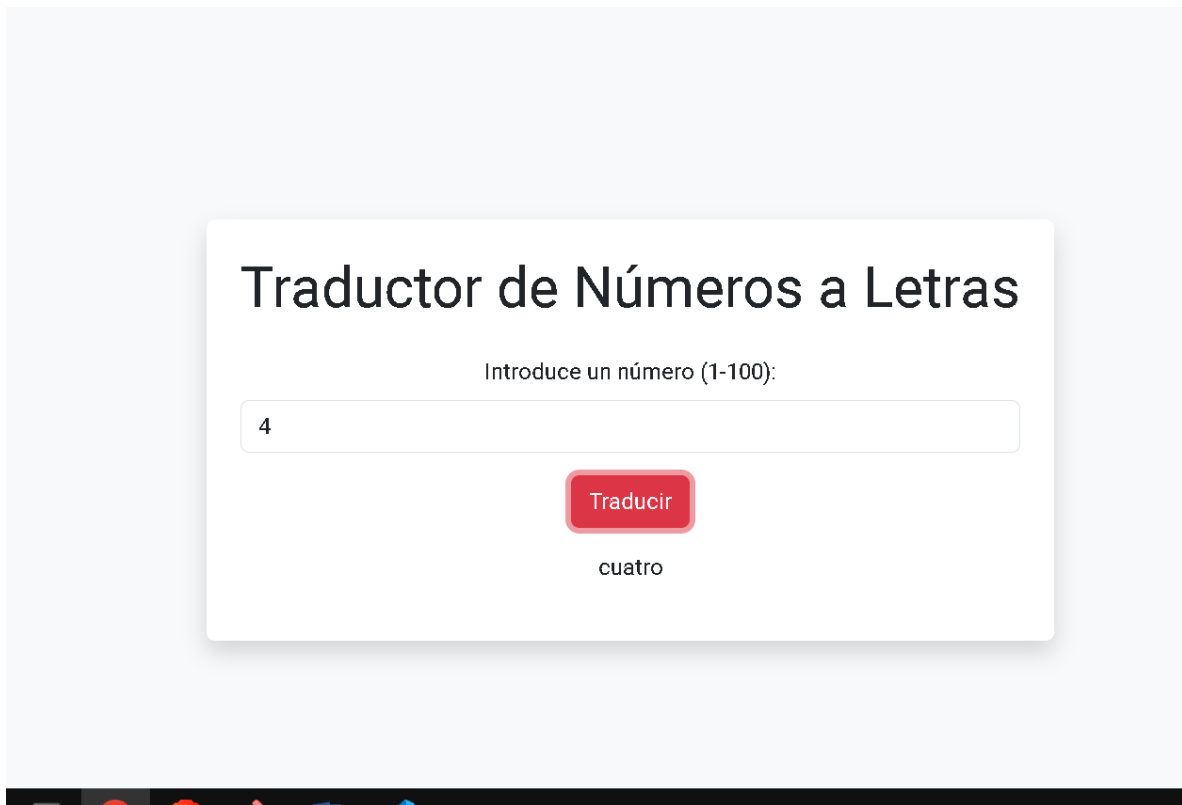 Traductor de Números a Letras
Introduce un número (1-100):
4
Traducir
cuatro